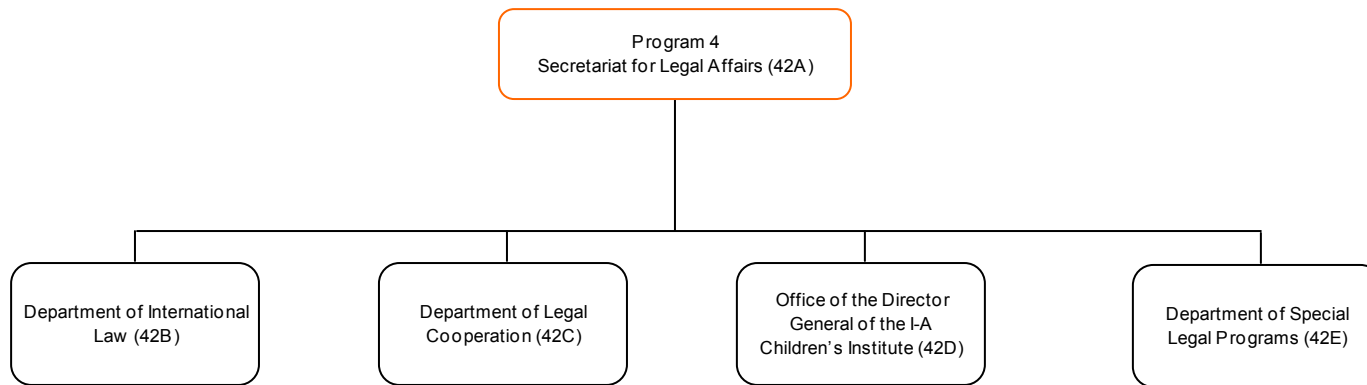 Program 4
Secretariat for Legal Affairs (42A)
Department of International
Law (42B)
Department of Legal
Cooperation (42C)
Office of the Director
General of the I-A
Children’s Institute (42D)
Department of Special
Legal Programs (42E)